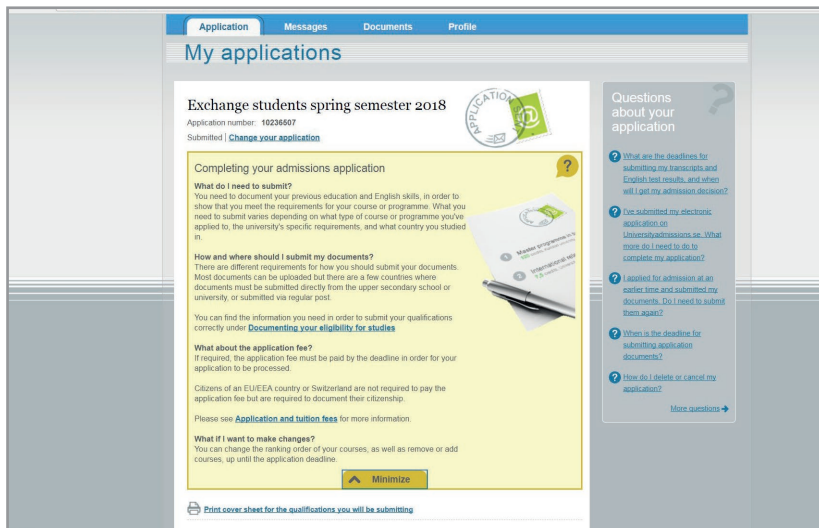 Application
Messages
Documents
Profile
My applications
Exchange students spring semester 2018
Application number: 10236507
Submitted | Change your application
APPLICATION
Completing your admissions application
What do I need to submit?
You need to document your previous education and English skills, in order to
show that you meet the requirements for your course or programme. What you
need to submit varies depending on what type of course or programme you've
applied to, the university's specific requirements, and what country you studied
in.
How and where should I submit my documents?
There are different requirements for how you should submit your documents.
Most documents can be uploaded but there are a few countries where
documents must be submitted directly from the upper secondary school or
university, or submitted via regular post.
You can find the information you need in order to submit your qualifications
correctly under Documenting your eligibility for studies
What about the application fee?
If required, the application fee must be paid by the deadline in order for your
application to be processed.
Citizens of an EU/EEA country or Switzerland are not required to pay the
application fee but are required to document their citizenship.
Please see Application and tuition fees for more information.
What if I want to make changes?
You can change the ranking order of your courses, as well as remove or add
courses, up until the application deadline.
Minimize
Master programme in
International
Print cover sheet for the qualifications you will be submitting
Questions
about your
application
?
? What are the deadlines for
submitting my transcripts and
English test results, and when
will I get my admission decision?
? I've submitted my electronic
application on
Universityadmissions.se. What
more do I need to do to
complete my application?
? I applied for admission at an
earlier time and submitted my
documents. Do I need to submit
them again?
? When is the deadline for
submitting application
documents?
? How do I delete or cancel my
application?
More questions